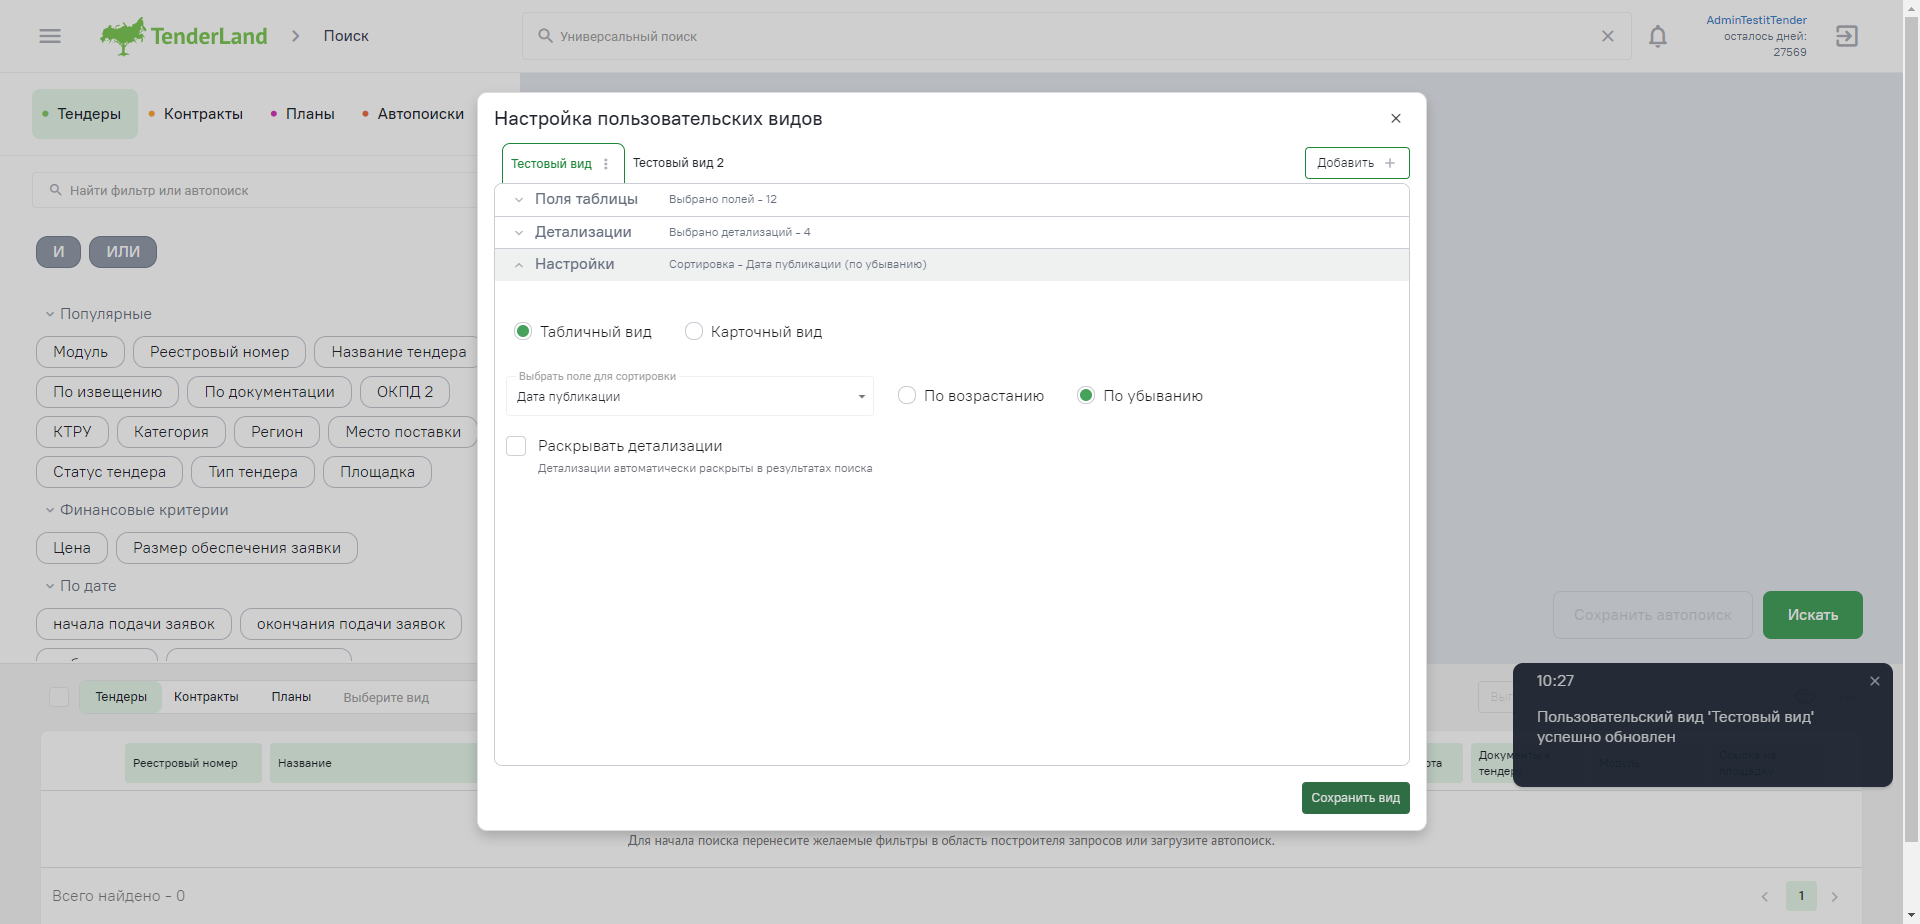 TenderLand
Поиск
Универсальный поиск
AdminTestitTender
осталось дней:
27569
Тендеры
Контракты
Планы
Автопоиски
Найти фильтр или автопоиск
И
ИЛИ
Популярные
Модуль
Реестровый номер
Название тендера
По извещению
По документации
ОКПД 2
КТРУ
Категория
Регион
Место поставки
Статус тендера
Тип тендера
Площадка
Финансовые критерии
Цена
Размер обеспечения заявки
По дате
начала подачи заявок
окончания подачи заявок
Настройка пользовательских видов
Тестовый вид
Тестовый вид 2
Добавить
Поля таблицы
Выбрано полей - 12
Детализации
Выбрано детализаций - 4
Настройки
Сортировка - Дата публикации (по убыванию)
Табличный вид
Карточный вид
Выбрать поле для сортировки
Дата публикации
По возрастанию
По убыванию
Раскрывать детализации
Детализации автоматически раскрыты в результатах поиска
Сохранить вид
Сохранить автопоиск
Искать
10:27
Пользовательский вид 'Тестовый вид'
успешно обновлен
Тендеры
Контракты
Планы
Выберите вид
Реестровый номер
Название
Модуль
Ссылка на
площадку
Для начала поиска перенесите желаемые фильтры в область построителя запросов или загрузите автопоиск.
Всего найдено - 0
1